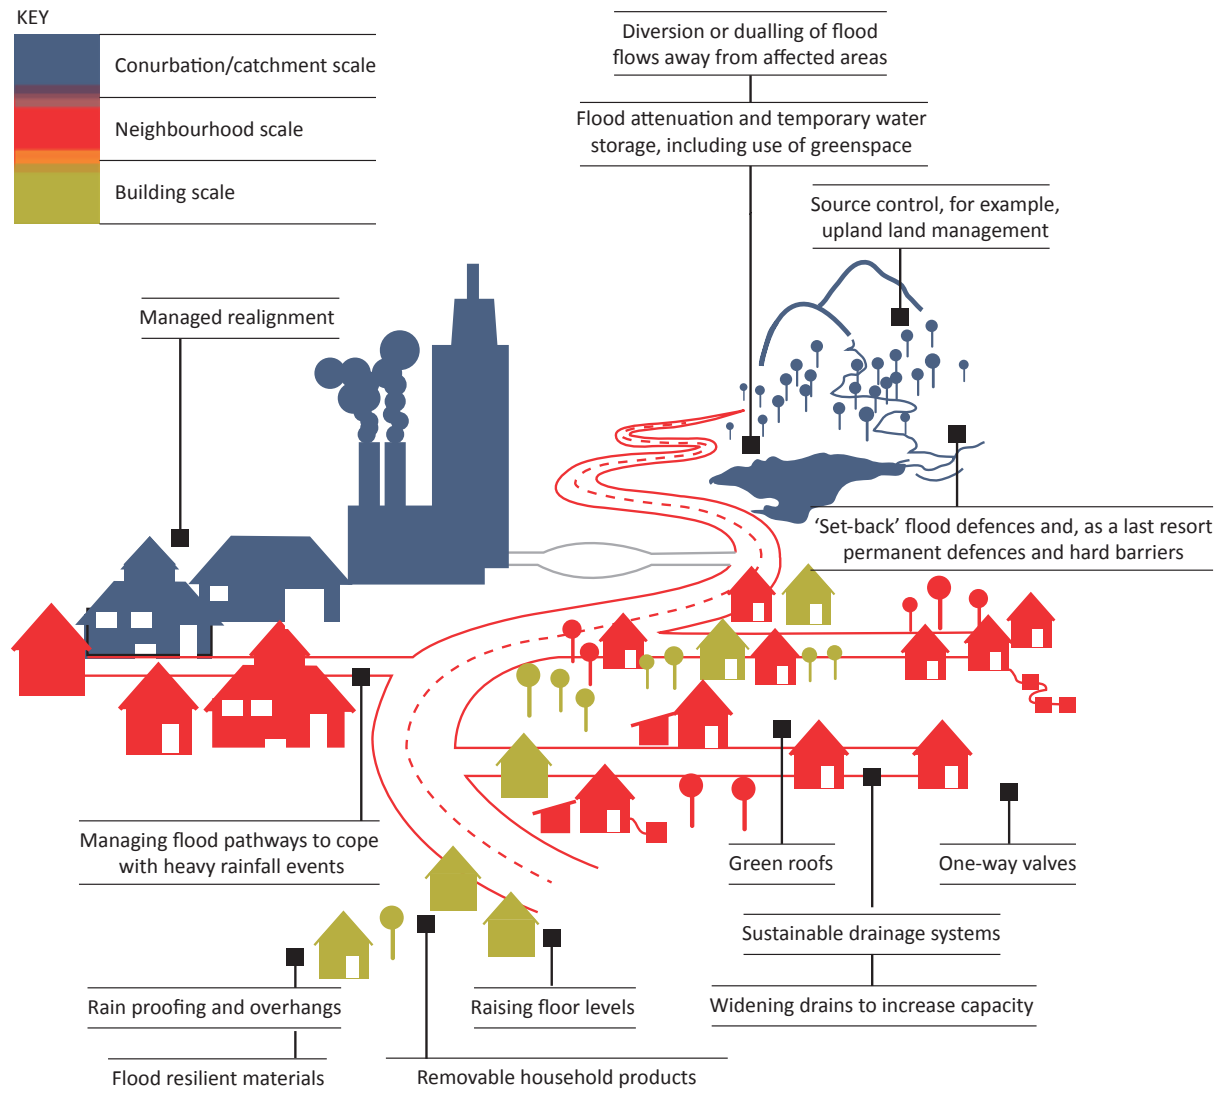 KEY
Conurbation/catchment scale
Neighbourhood scale
Building scale
Diversion or dualling of flood
flows away from affected areas
Flood attenuation and temporary water
storage, including use of greenspace
Source control, for example,
upland land management
Managed realignment
‘Set-back’ flood defences and, as a last resort
permanent defences and hard barriers
Managing flood pathways to cope
with heavy rainfall events
Green roofs
One-way valves
Sustainable drainage systems
Widening drains to increase capacity
Rain proofing and overhangs
Raising floor levels
Flood resilient materials
Removable household products